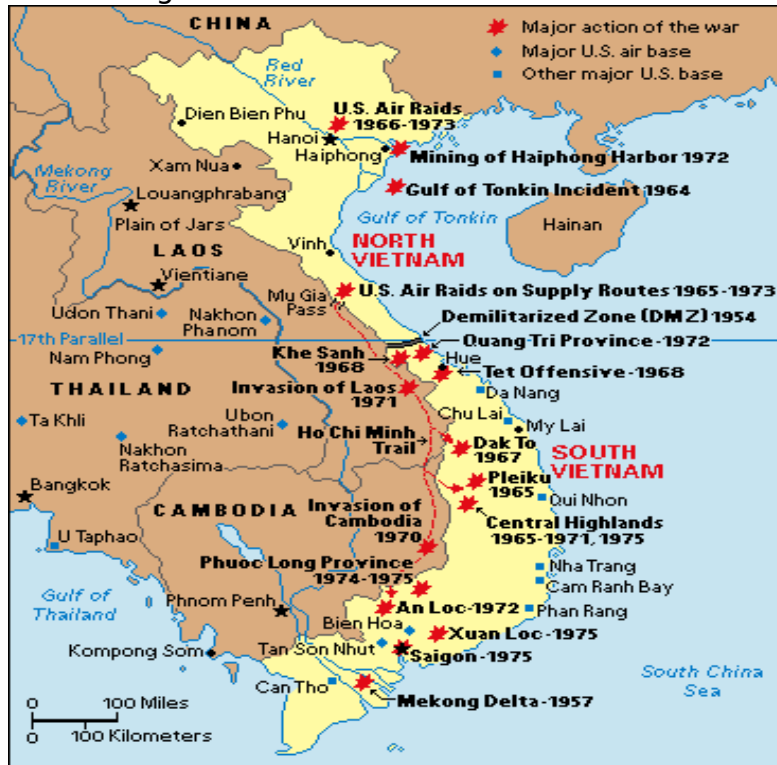 CHINA
Major action of the war
Major U.S. air base
Other major U.S. base
Red
River
Dien Bien Phu
U.S. Air Raids
1966-1973
Hanoi
Haiphong
Mining of Haiphong Harbor 1972
Xam Nua
Mekong
River
Louangphrabang
Gulf of Tonkin Incident 1964
Plain of Jars
Gulf of Tonkin
Hainan
LAOS
Vinh
NORTH
VIETNAM
Vientiane
Mu Gia
Pass
U.S. Air Raids on Supply Routes 1965-1973
Udon Thani
Nakhon
Phanom
Demilitarized Zone (DMZ) 1954
17th Parallel
Quang Tri Province-1972
Nam Phong
Khe Sanh
1968
Hue
Tet Offensive-1968
THAILAND
Invasion of Laos
1971
Da Nang
Chu Lai
My Lai
Ta Khli
Ubon
Ratchathani
Ho Chi Minh
Trail
Nakhon
Ratchasima
Dak To
1967
SOUTH
VIETNAM
Bangkok
Pleiku
1965
Qui Nhon
CAMBODIA
Invasion of
Cambodia
1970
Central Highlands
1965-1971, 1975
U Taphao
Phuoc Long Province
1974-1975
Nha Trang
Cam Ranh Bay
Gulf of
Thailand
Phnom Penh
An Loc-1972
Phan Rang
Bien Hoa
Xuan Loc-1975
Kompong Som
Tan Son Nhut
Saigon-1975
South China
Sea
Can Tho
Mekong Delta-1957
0 100 Miles
0 100 Kilometers